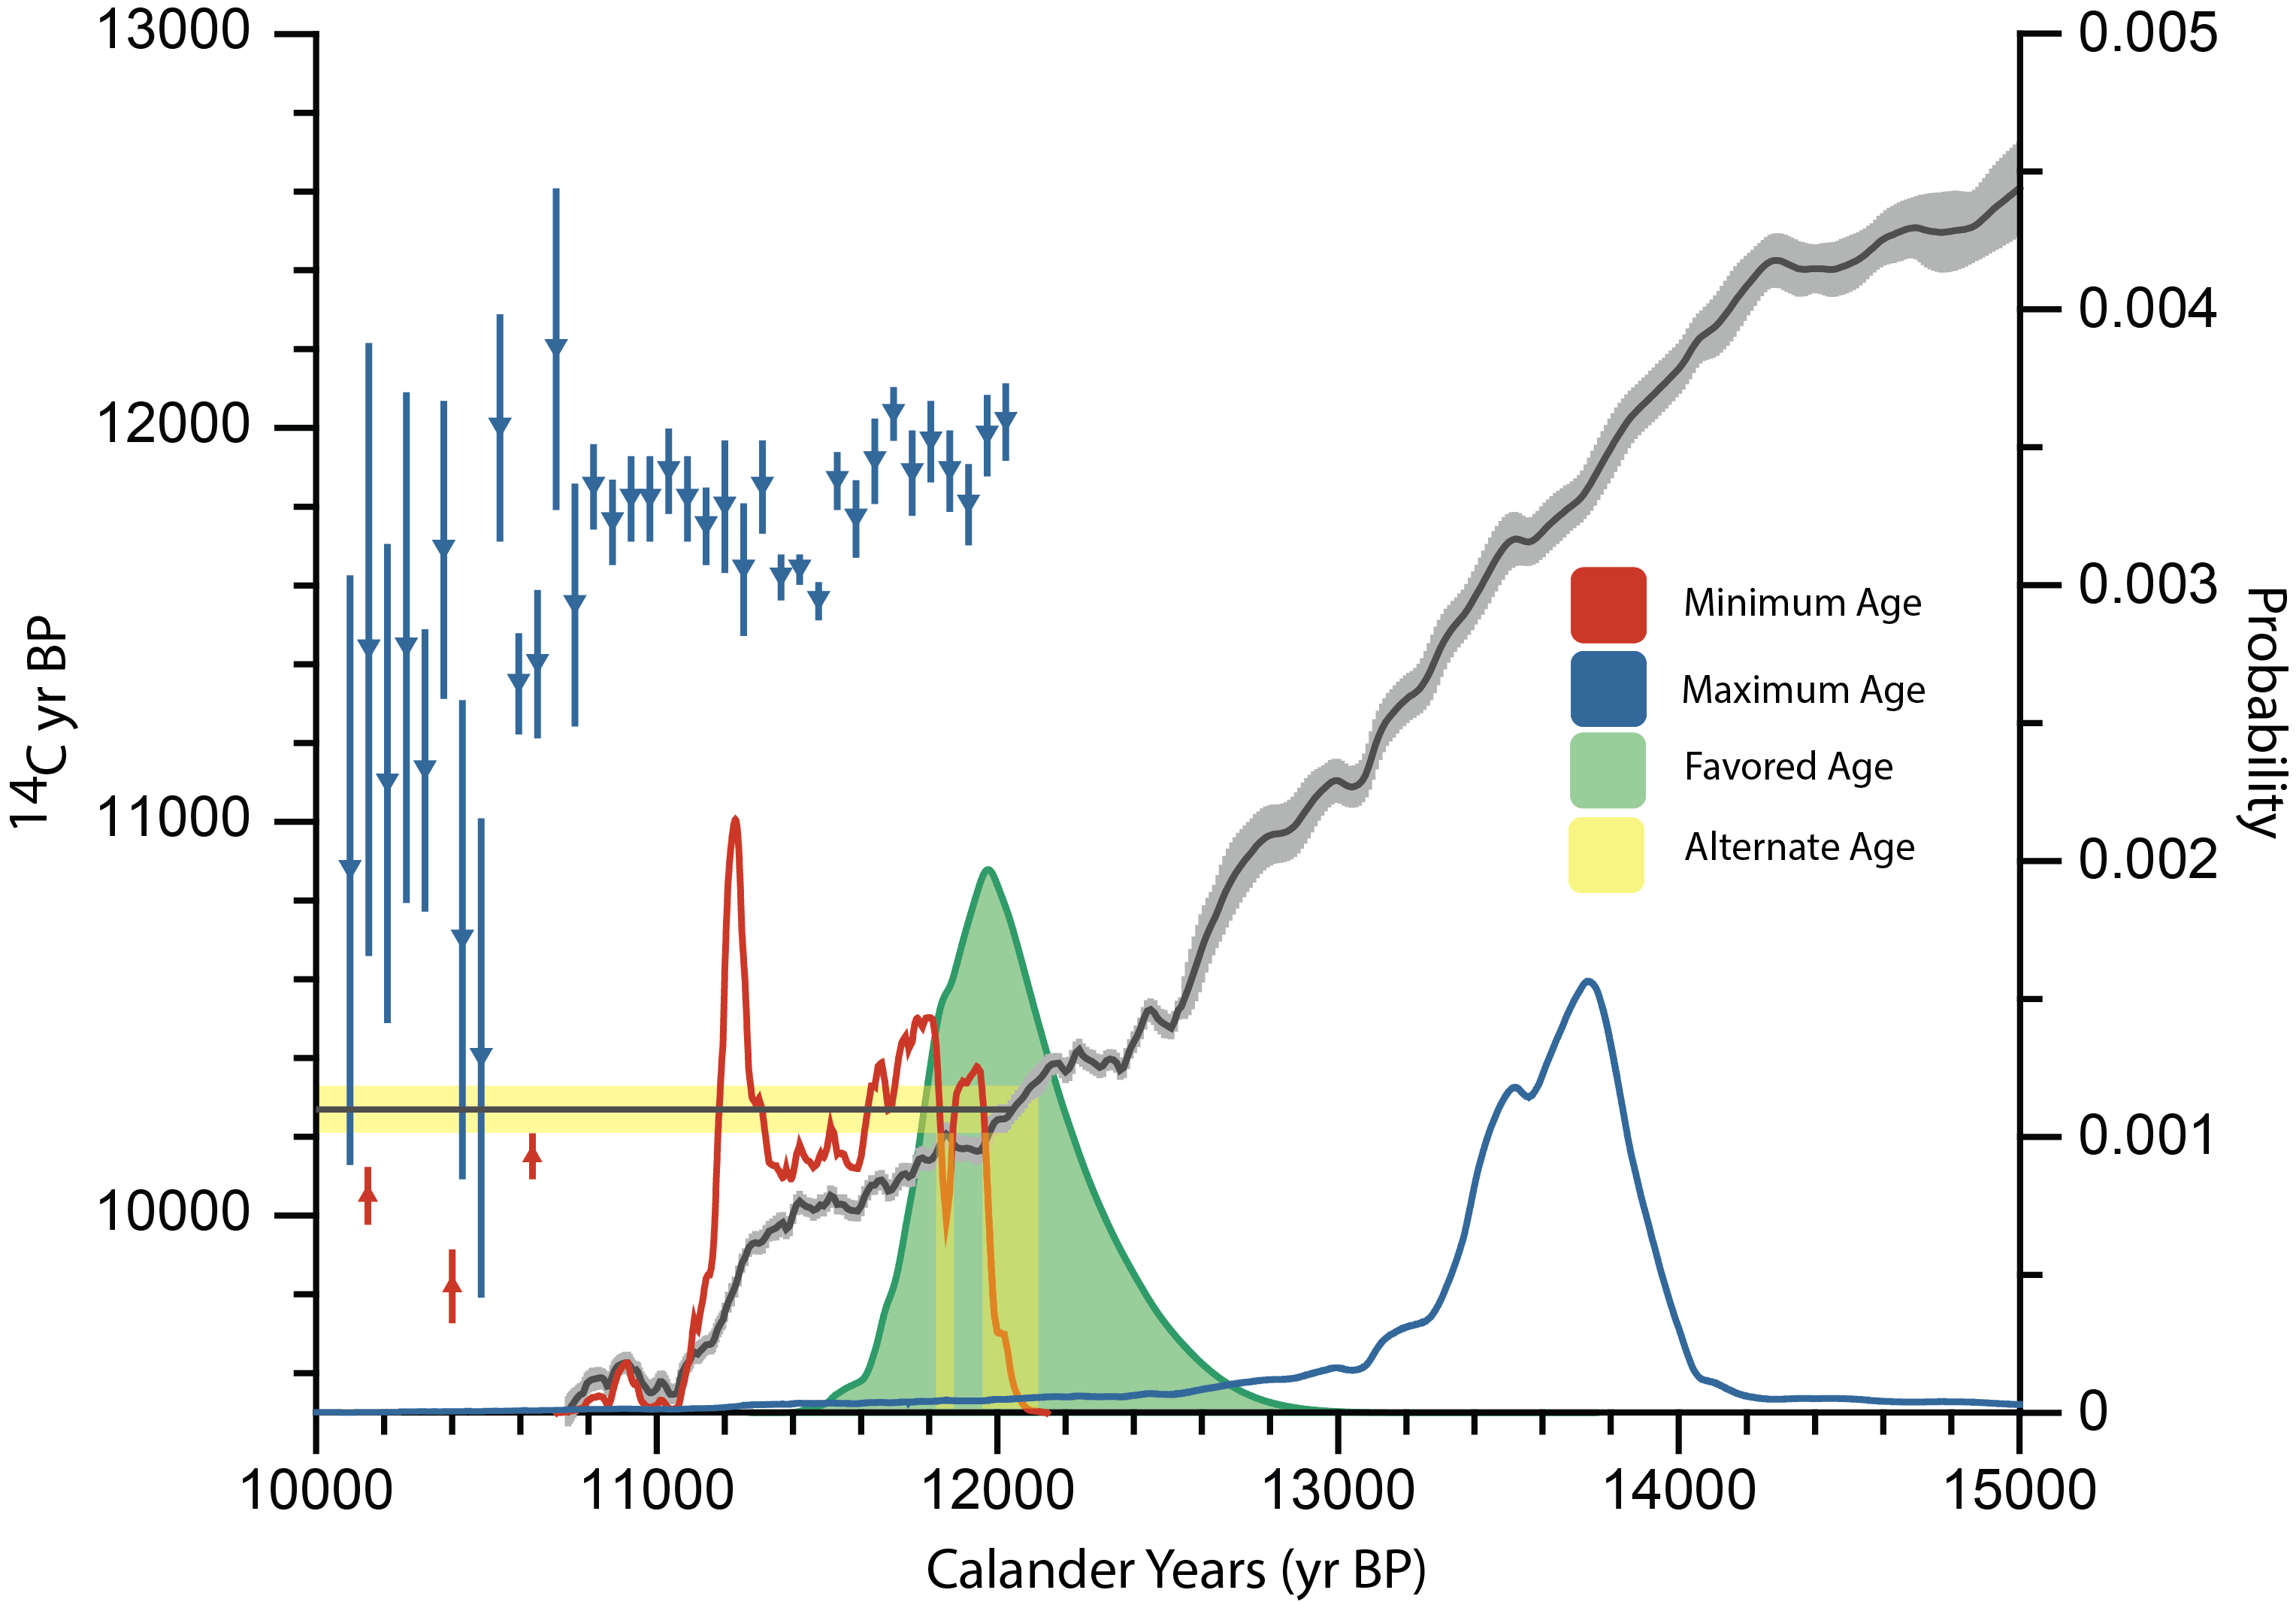 13000
12000
11000
10000
14C yr BP
0.005
0.004
0.003
0.002
0.001
0
Probability
Minimum Age
Maximum Age
Favored Age
Alternate Age
10000
11000
12000
13000
14000
15000
Calander Years (yr BP)